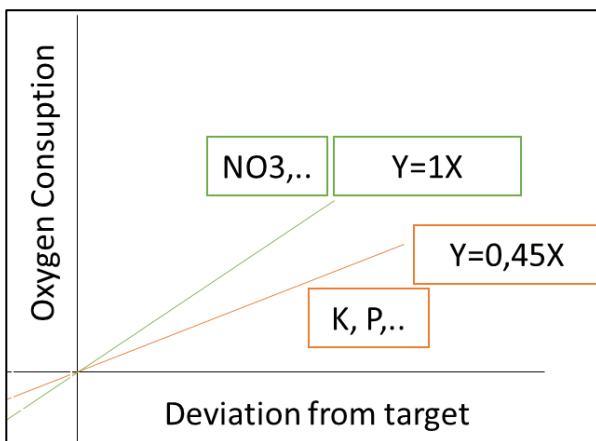 Oxygen Consuption
NO3,..
Y=1X
Y=0,45X
K, P,..
Deviation from target